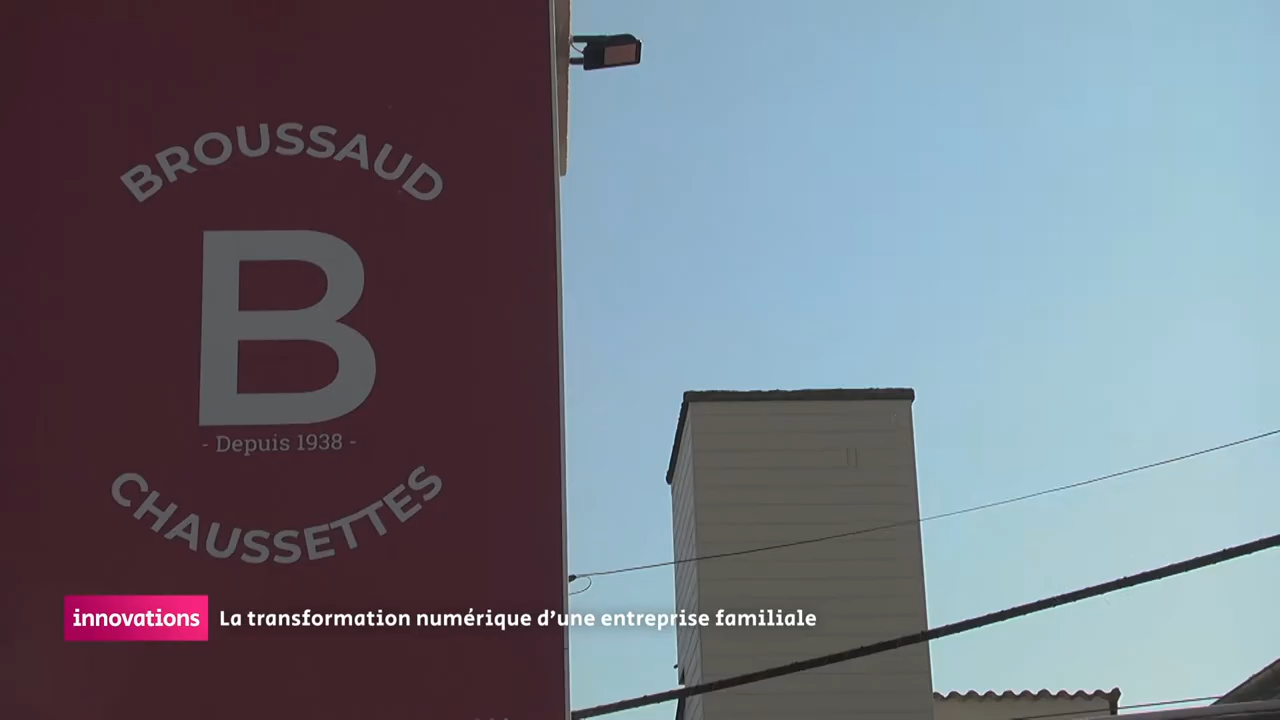 BROUSSAUD
B
- Depuis 1938 -
CHAUSSETTES
innovations La transformation numérique d'une entreprise familiale